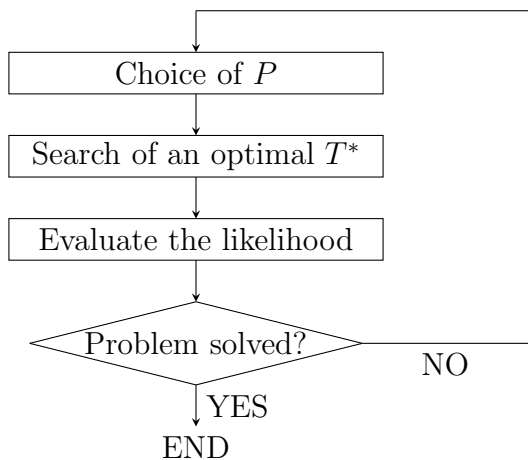 Choice of P
Search of an optimal T*
Evaluate the likelihood
Problem solved?
NO
YES
END